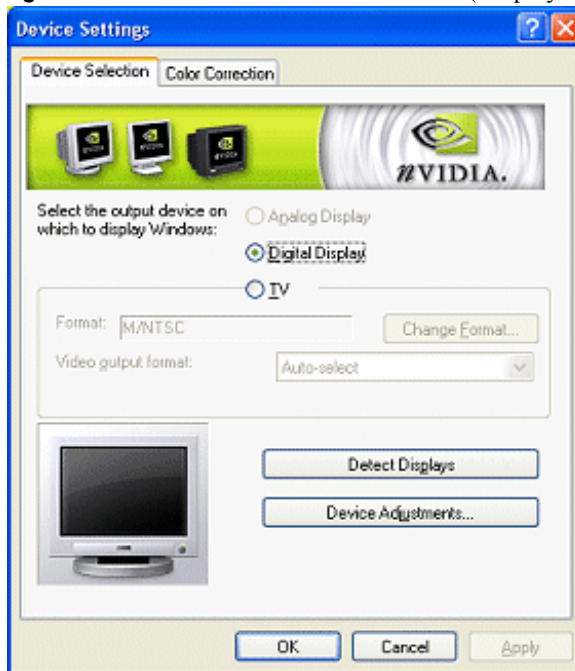 Device Settings
Device Selection
Color Correction
NVIDIA.
Select the output device on
which to display Windows:
Analog Display
Digital Display
TV
Format:
M/NTSC
Change Format...
Video output format:
Auto-select
Detect Displays
Device Adjustments...
OK
Cancel
Apply